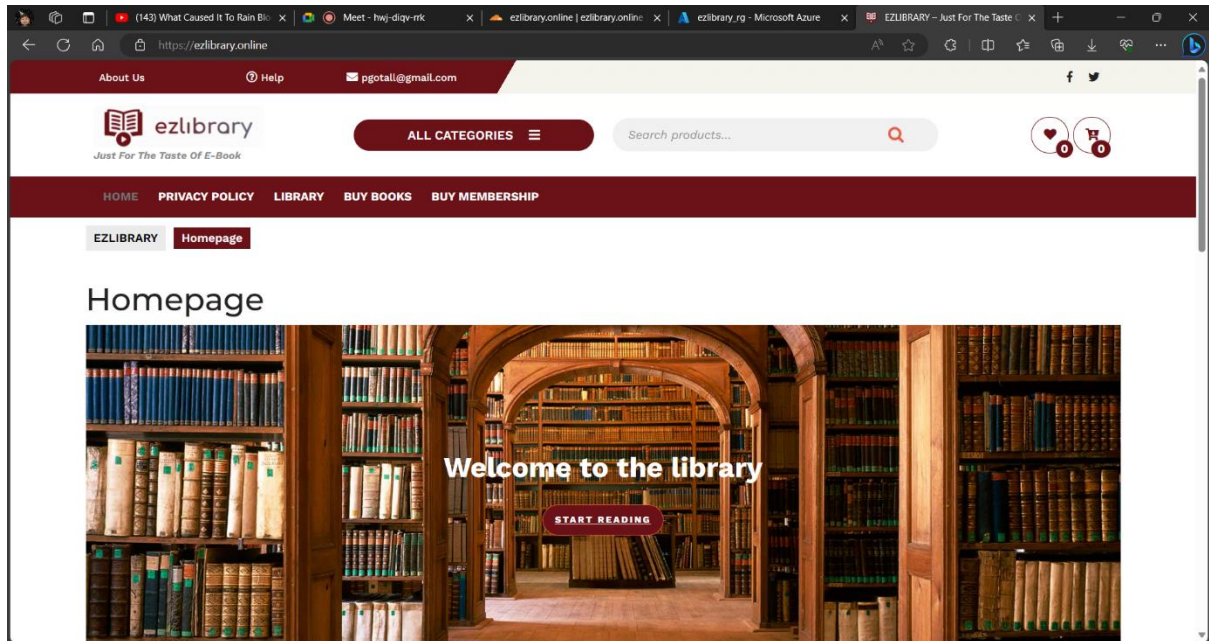 (143) What Caused It To Rain Blo
Meet - hwj-diqv-rrk
ezlibrary.online | ezlibrary.online
ezlibrary_rg - Microsoft Azure
EZLIBRARY – Just For The Taste O
https://ezlibrary.online
About Us
Help
pgotall@gmail.com
ezlibrary
Just For The Taste Of E-Book
ALL CATEGORIES
Search products...
0
0
HOME PRIVACY POLICY LIBRARY BUY BOOKS BUY MEMBERSHIP
EZLIBRARY Homepage
Homepage
Welcome to the library
START READING